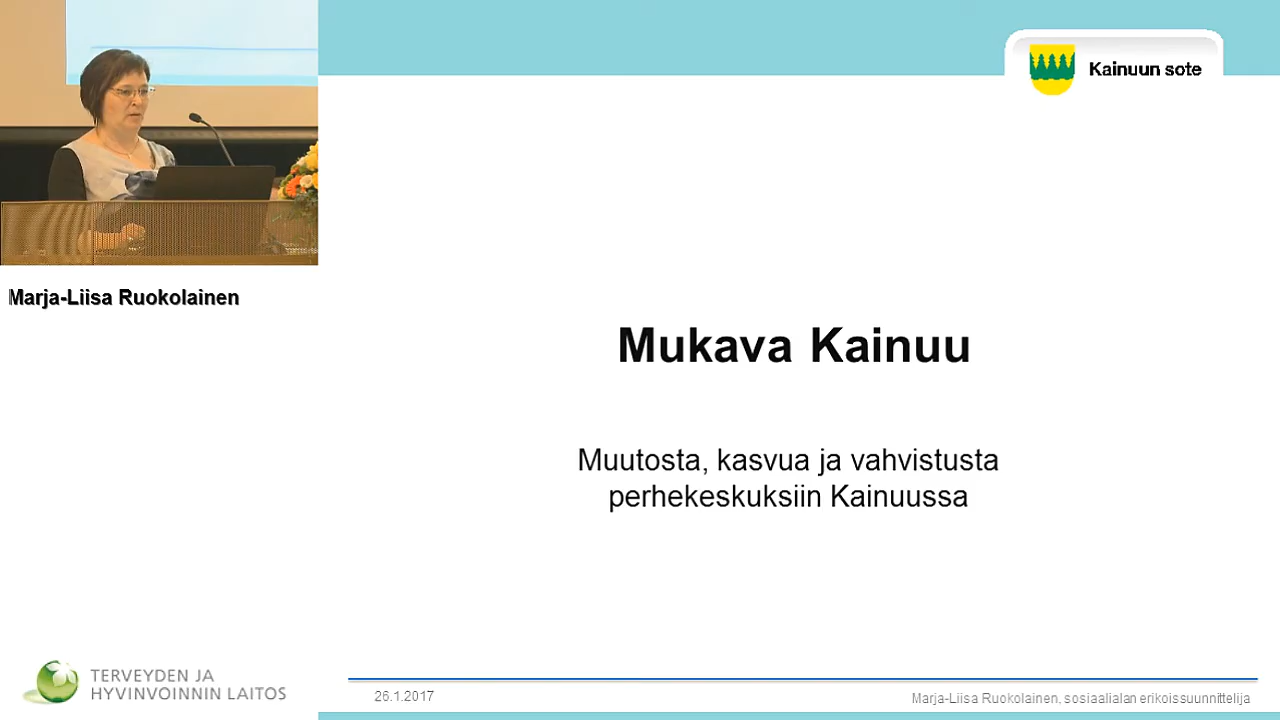 Kainuun sote
Marja-Liisa Ruokolainen
Mukava Kainuu
Muutosta, kasvua ja vahvistusta
perhekeskuksiin Kainuussa
TERVEYDEN JA
HYVINVOINNIN LAITOS
26.1.2017
Marja-Liisa Ruokolainen, sosiaalialan erikoissuunnittelija